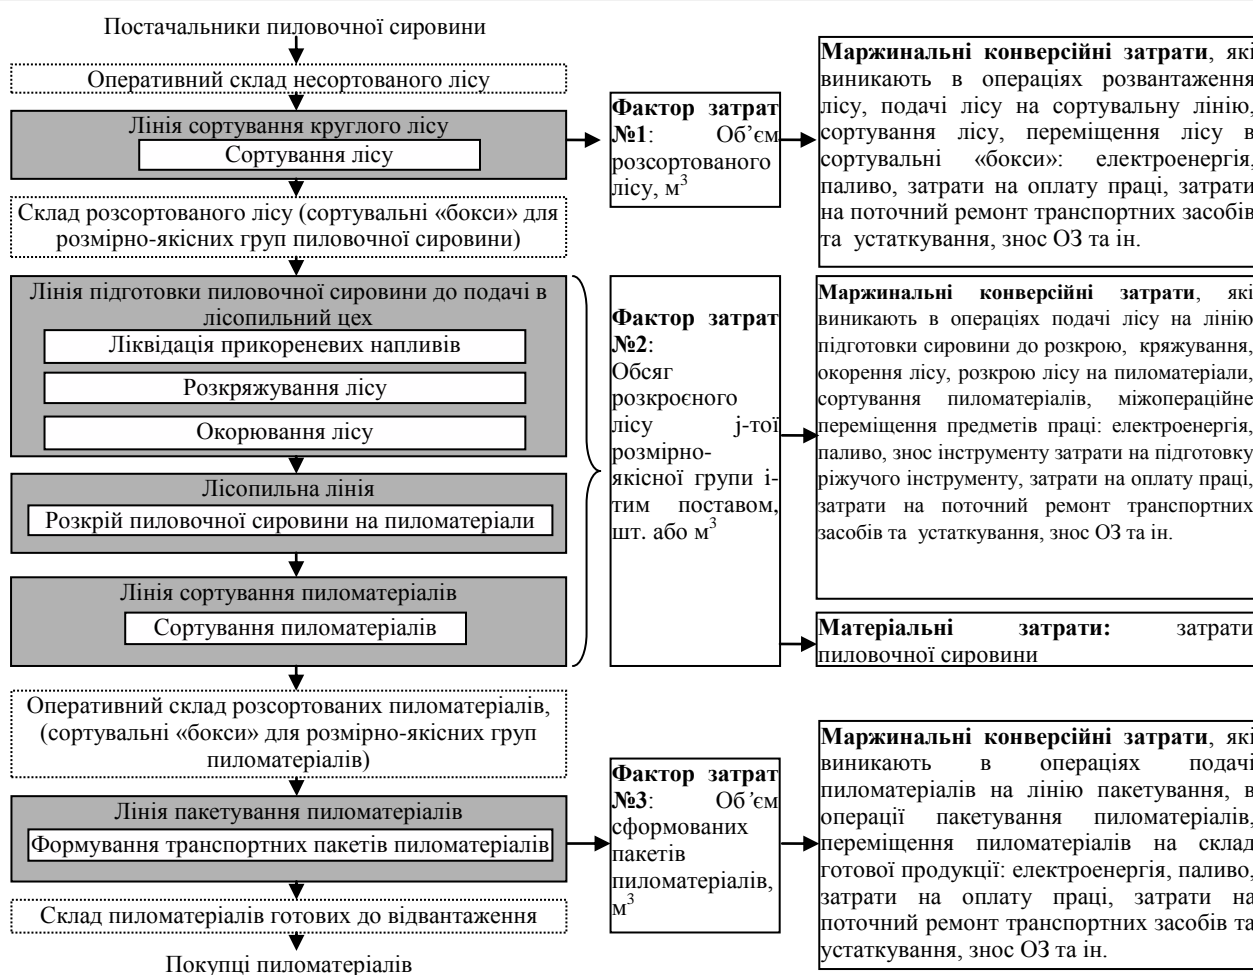 Постачальники пиловочної сировини
Оперативний склад несортованого лісу
Лінія сортування круглого лісу
Сортування лісу
Склад розсортованого лісу (сортувальні «бокси» для
розмірно-якісних груп пиловочної сировини)
Лінія підготовки пиловочної сировини до подачі в
лісопильний цех
Ліквідація прикореневих напливів
Розкряжування лісу
Окорювання лісу
Лісопильна лінія
Розкрій пиловочної сировини на пиломатеріали
Лінія сортування пиломатеріалів
Сортування пиломатеріалів
Оперативний склад розсортованих пиломатеріалів,
(сортувальні «бокси» для розмірно-якісних груп
пиломатеріалів)
Лінія пакетування пиломатеріалів
Формування транспортних пакетів пиломатеріалів
Склад пиломатеріалів готових до відвантаження
Покупці пиломатеріалів
Фактор затрат
№1: Об’єм
розсортованого
лісу, м³
Фактор затрат
№2:
Обсяг
розкроєного
лісу j-тої
розмірно-
якісної групи і-
тим поставом,
шт. або м³
Фактор затрат
№3: Об’єм
сформованих
пакетів
пиломатеріалів,
м³
Маржинальні конверсійні затрати, які
виникають в операціях розвантаження
лісу, подачі лісу на сортувальну лінію,
сортування лісу, переміщення лісу в
сортувальні «бокси»: електроенергія,
паливо, затрати на оплату праці, затрати
на поточний ремонт транспортних засобів
та устаткування, знос ОЗ та ін.
Маржинальні конверсійні затрати, які
виникають в операціях подачі лісу на лінію
підготовки сировини до розкрою, кряжування,
окорення лісу, розкрою лісу на пиломатеріали,
сортування пиломатеріалів, міжопераційне
переміщення предметів праці: електроенергія,
паливо, знос інструменту затрати на підготовку
ріжучого інструменту, затрати на оплату праці,
затрати на поточний ремонт транспортних
засобів та устаткування, знос ОЗ та ін.
Матеріальні затрати: затрати
пиловочної сировини
Маржинальні конверсійні затрати, які
виникають в операціях подачі
пиломатеріалів на лінію пакетування, в
операції пакетування пиломатеріалів,
переміщення пиломатеріалів на склад
готової продукції: електроенергія, паливо,
затрати на оплату праці, затрати на
поточний ремонт транспортних засобів та
устаткування, знос ОЗ та ін.